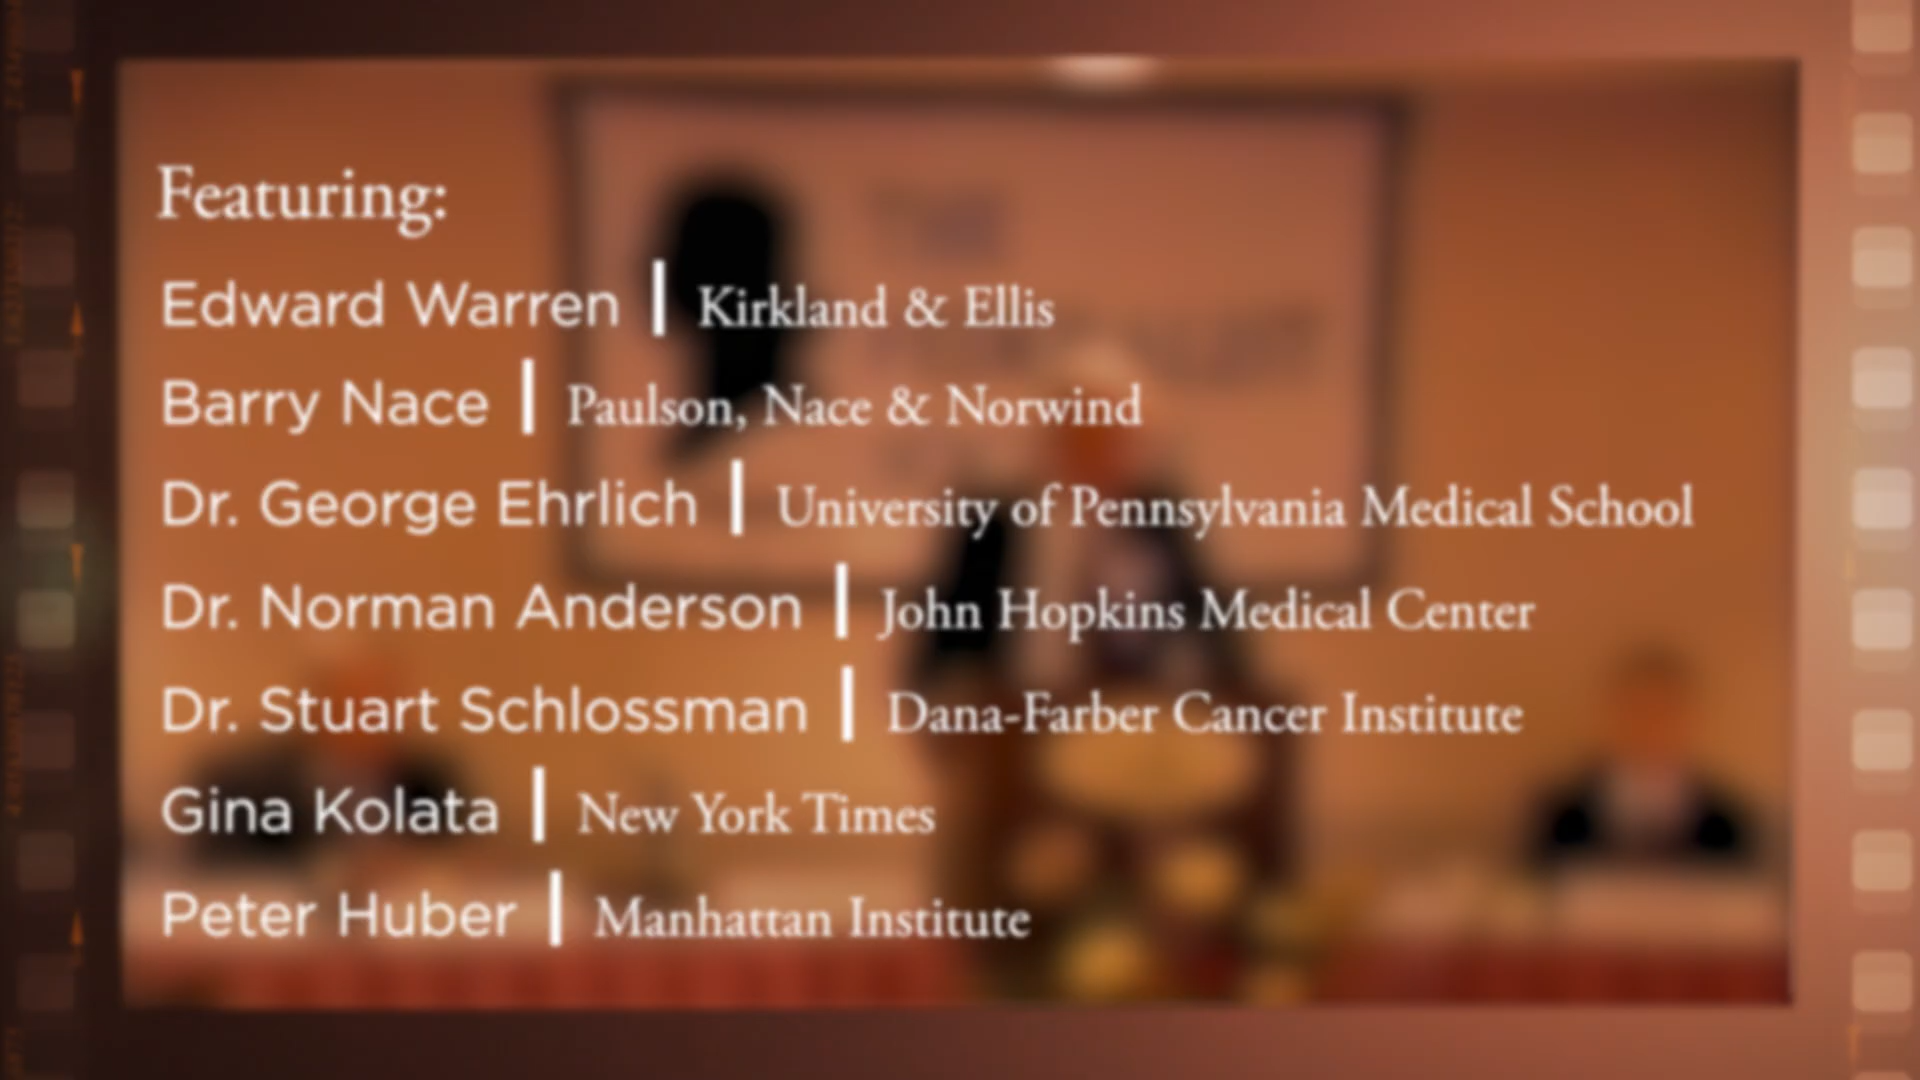 Featuring:
Edward Warren | Kirkland & Ellis
Barry Nace | Paulson, Nace & Norwind
Dr. George Ehrlich | University of Pennsylvania Medical School
Dr. Norman Anderson | John Hopkins Medical Center
Dr. Stuart Schlossman | Dana-Farber Cancer Institute
Gina Kolata | New York Times
Peter Huber | Manhattan Institute